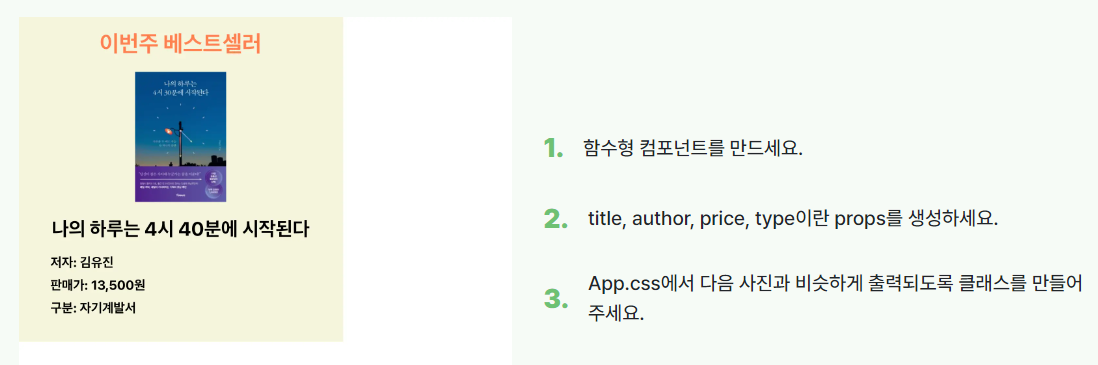 이번주 베스트셀러
나의 하루는
4시 30분에 시작된다
나의 하루는 4시 40분에 시작된다
저자: 김유진
판매가: 13,500원
구분: 자기계발서
1. 함수형 컴포넌트를 만드세요.
2. title, author, price, type이란 props를 생성하세요.
3. App.css에서 다음 사진과 비슷하게 출력되도록 클래스를 만들어
주세요.